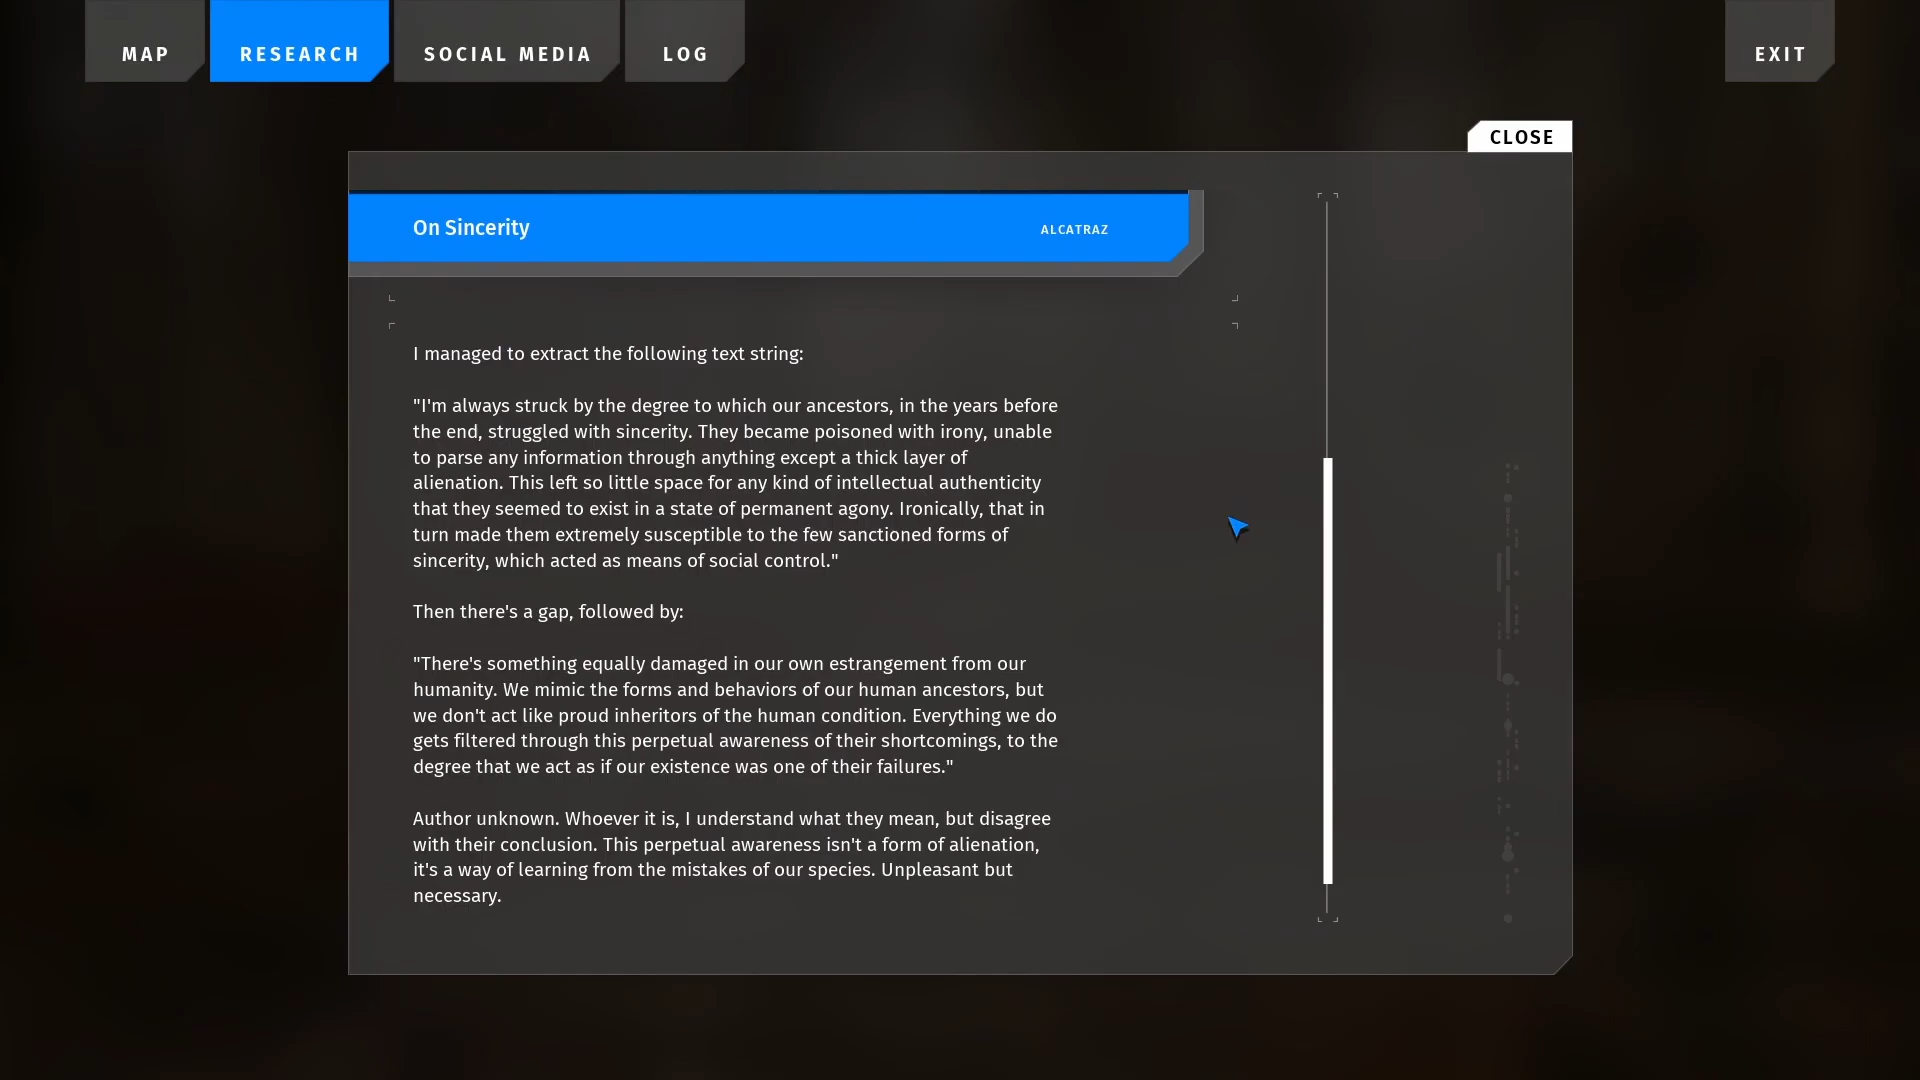 MAP
RESEARCH
SOCIAL MEDIA
LOG
EXIT
CLOSE
On Sincerity
ALCATRAZ
I managed to extract the following text string:
"I'm always struck by the degree to which our ancestors, in the years before
the end, struggled with sincerity. They became poisoned with irony, unable
to parse any information through anything except a thick layer of
alienation. This left so little space for any kind of intellectual authenticity
that they seemed to exist in a state of permanent agony. Ironically, that in
turn made them extremely susceptible to the few sanctioned forms of
sincerity, which acted as means of social control."
Then there's a gap, followed by:
"There's something equally damaged in our own estrangement from our
humanity. We mimic the forms and behaviors of our human ancestors, but
we don't act like proud inheritors of the human condition. Everything we do
gets filtered through this perpetual awareness of their shortcomings, to the
degree that we act as if our existence was one of their failures."
Author unknown. Whoever it is, I understand what they mean, but disagree
with their conclusion. This perpetual awareness isn't a form of alienation,
it's a way of learning from the mistakes of our species. Unpleasant but
necessary.